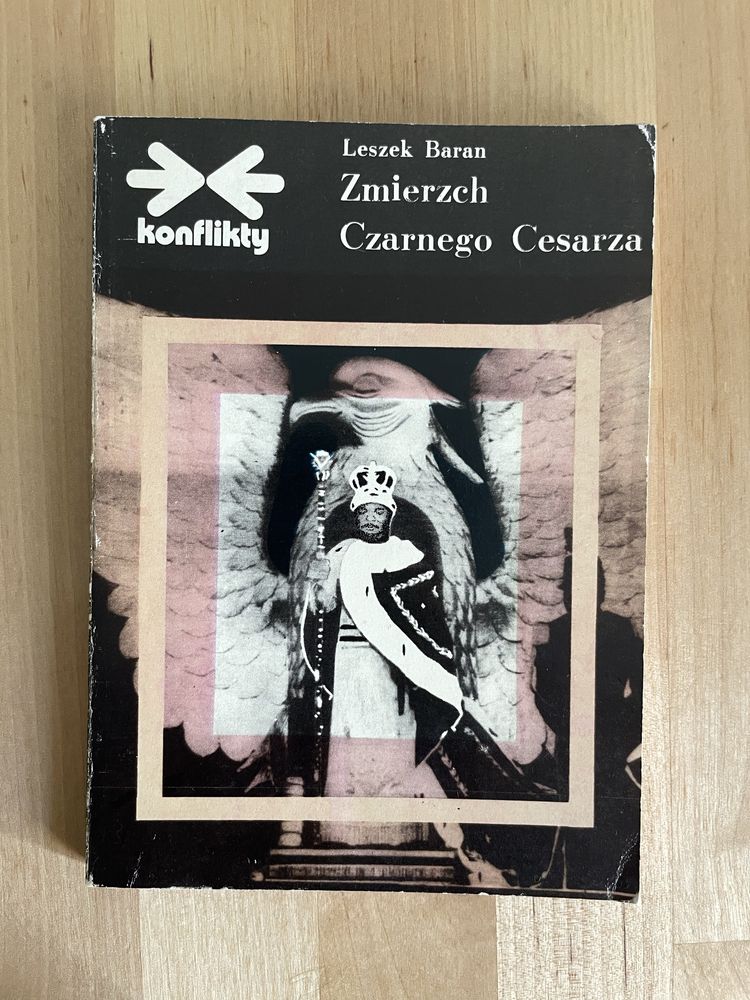 konflikty
Leszek Baran
Zmierzch
Czarnego Cesarza